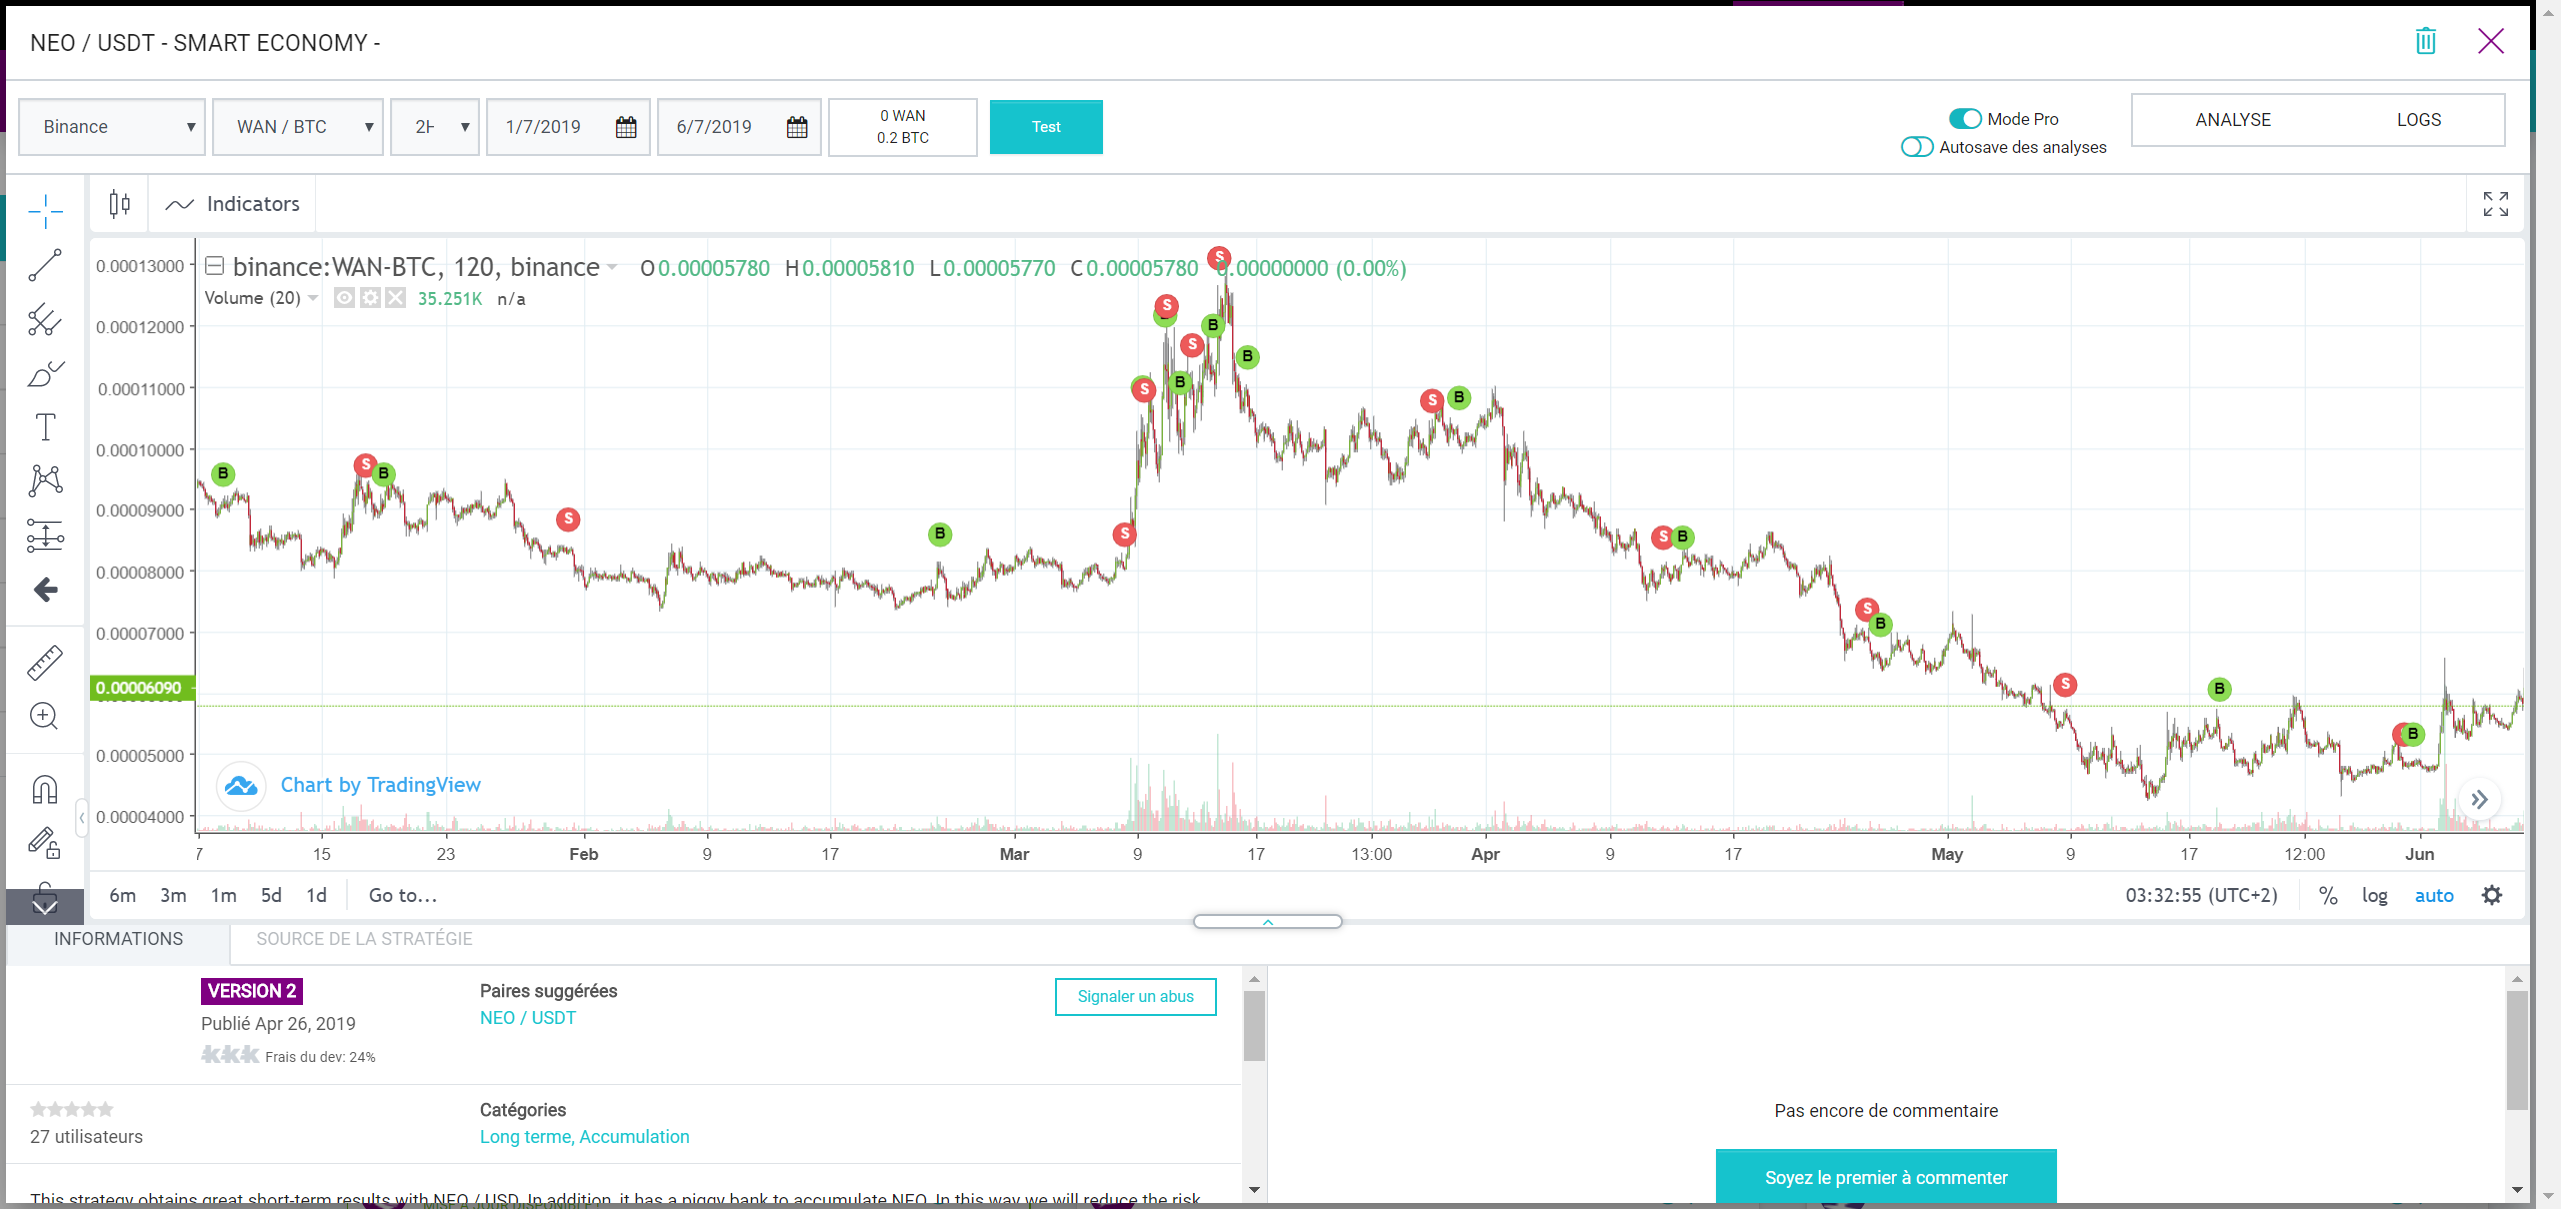 NEO / USDT - SMART ECONOMY -
Binance
WAN / BTC
2H
1/7/2019
6/7/2019
0 WAN
0.2 BTC
Test
Mode Pro
Autosave des analyses
ANALYSE
LOGS
Indicators
binance:WAN-BTC, 120, binance
O0.00005780 H0.00005810 L0.00005770 C0.00005780 0.00000000 (0.00%)
Volume (20) 35.251K n/a
0.00013000
0.00012000
0.00011000
0.00010000
0.00009000
0.00008000
0.00007000
0.00006090
0.00005000
0.00004000
B
S
B
S
B
S
S
S
B
S
B
S
B
S
B
S
B
S
B
S
B
B
Chart by TradingView
7 15 23 Feb 9 17 Mar 9 17 13:00 Apr 9 17 May 9 17 12:00 Jun
6m 3m 1m 5d 1d Go to...
03:32:55 (UTC+2) % log auto
INFORMATIONS
SOURCE DE LA STRATÉGIE
VERSION 2
Publié Apr 26, 2019
Frais du dev: 24%
Paires suggérées
NEO / USDT
Signaler un abus
27 utilisateurs
Catégories
Long terme, Accumulation
This strategy obtains great short-term results with NEO / USD. In addition, it has a piggy bank to accumulate NEO. In this way we will reduce the risk
Pas encore de commentaire
Soyez le premier à commenter